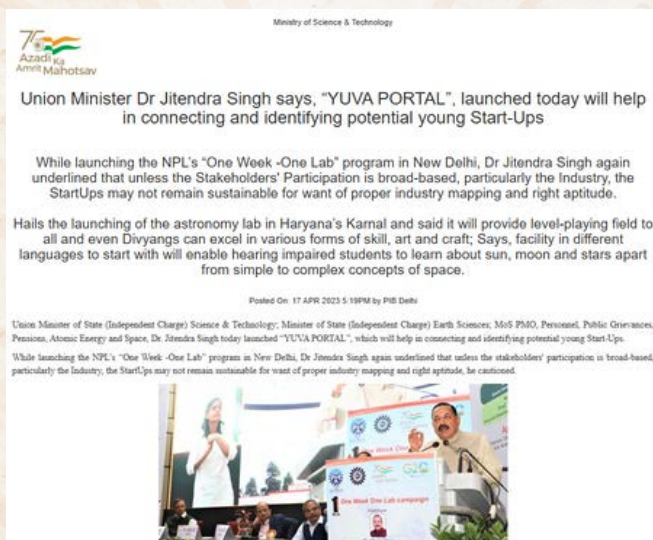 Ministry of Science & Technology
Azadi Ka
Amrit Mahotsav
Union Minister Dr Jitendra Singh says, “YUVA PORTAL”, launched today will help
in connecting and identifying potential young Start-Ups
While launching the NPL's “One Week -One Lab” program in New Delhi, Dr Jitendra Singh again
underlined that unless the Stakeholders' Participation is broad-based, particularly the Industry, the
StartUps may not remain sustainable for want of proper industry mapping and right aptitude.
Hails the launching of the astronomy lab in Haryana's Karnal and said it will provide level-playing field to
all and even Divyangs can excel in various forms of skill, art and craft; Says, facility in different
languages to start with will enable hearing impaired students to learn about sun, moon and stars apart
from simple to complex concepts of space.
Posted On: 17 APR 2023 5:19PM by PIB Delhi
Union Minister of State (Independent Charge) Science & Technology; Minister of State (Independent Charge) Earth Sciences; MoS PMO, Personnel, Public Grievances,
Pensions, Atomic Energy and Space, Dr. Jitendra Singh today launched “YUVA PORTAL”, which will help in connecting and identifying potential young Start-Ups.
While launching the NPL's “One Week -One Lab” program in New Delhi, Dr Jitendra Singh again underlined that unless the stakeholders' participation is broad-based,
particularly the Industry, the StartUps may not remain sustainable for want of proper industry mapping and right aptitude, he cautioned.
One Week One
G20
One Week One Lab campaign